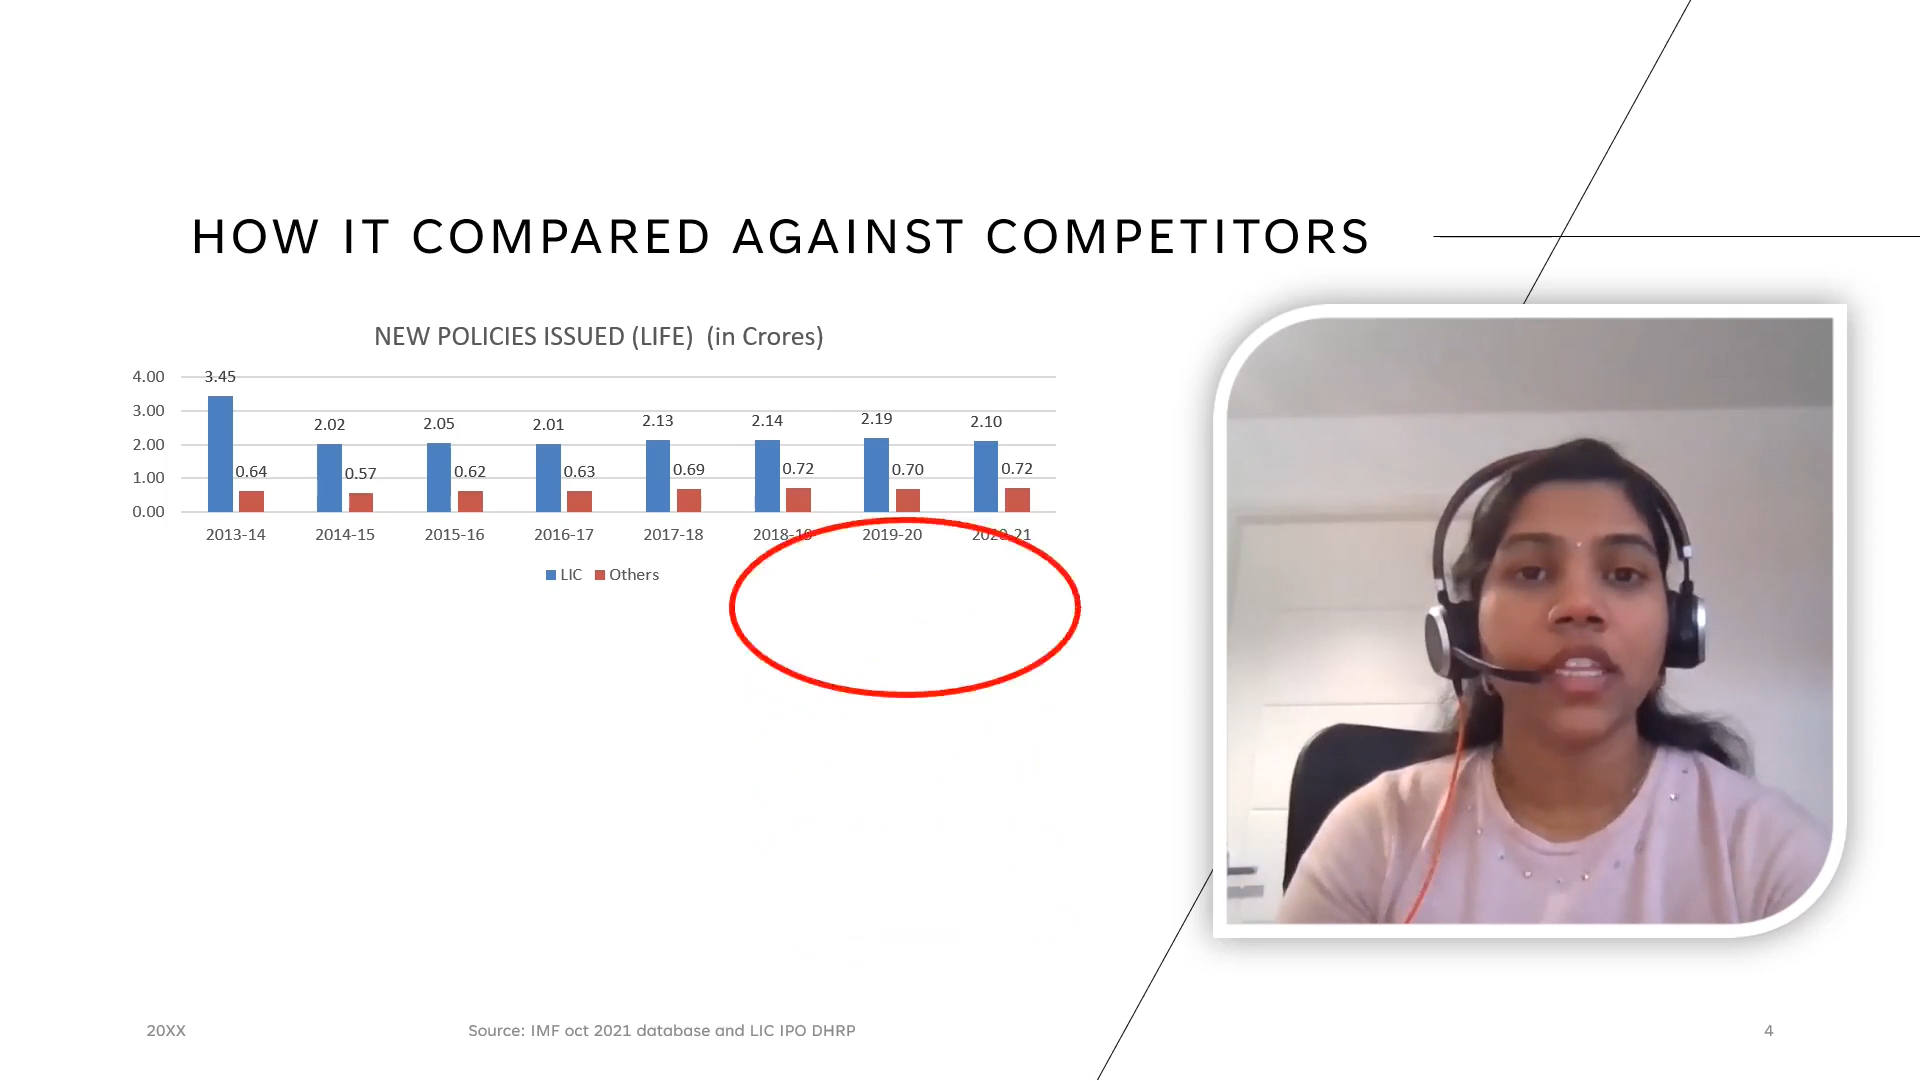 HOW IT COMPARED AGAINST COMPETITORS
NEW POLICIES ISSUED (LIFE) (in Crores)
4.00
3.00
2.00
1.00
0.00
3.45 0.64 2.02 0.57 2.05 0.62 2.01 0.63 2.13 0.69 2.14 0.72 2.19 0.70 2.10 0.72
2013-14 2014-15 2015-16 2016-17 2017-18 2018-19 2019-20 2020-21
LIC Others
20XX Source: IMF oct 2021 database and LIC IPO DHRP 4